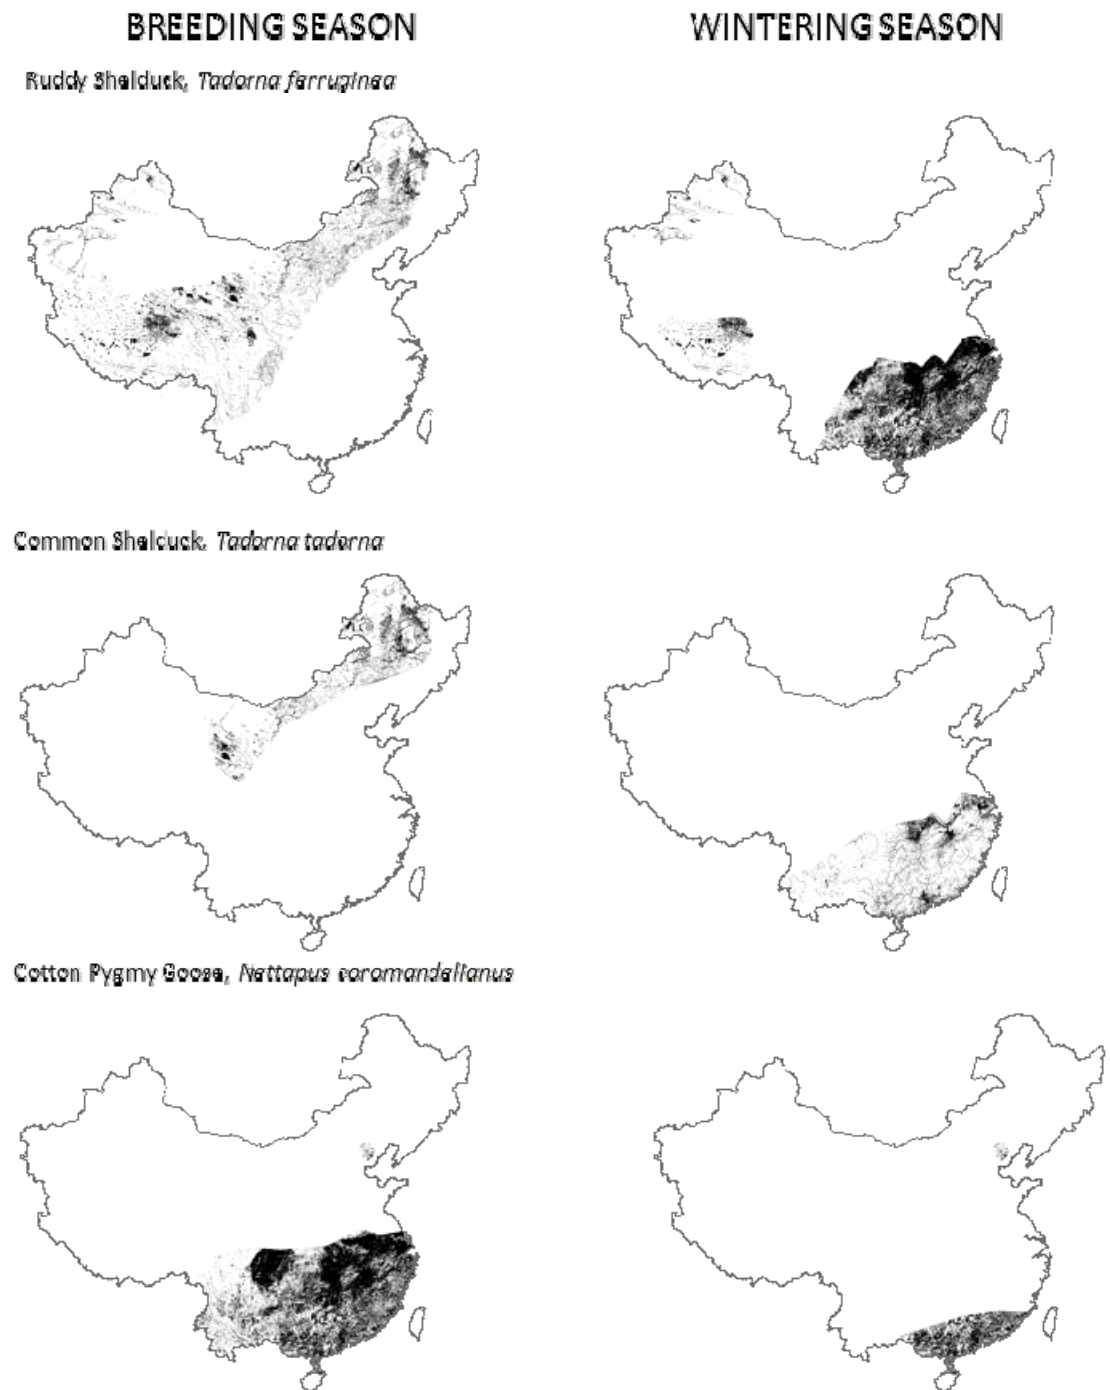 BREEDING SEASON
WINTERING SEASON
Ruddy Shelduck, Tadorna ferruginea
Common Shelduck, Tadorna tadorna
Cotton Pygmy Goose, Nettapus coromandelianus